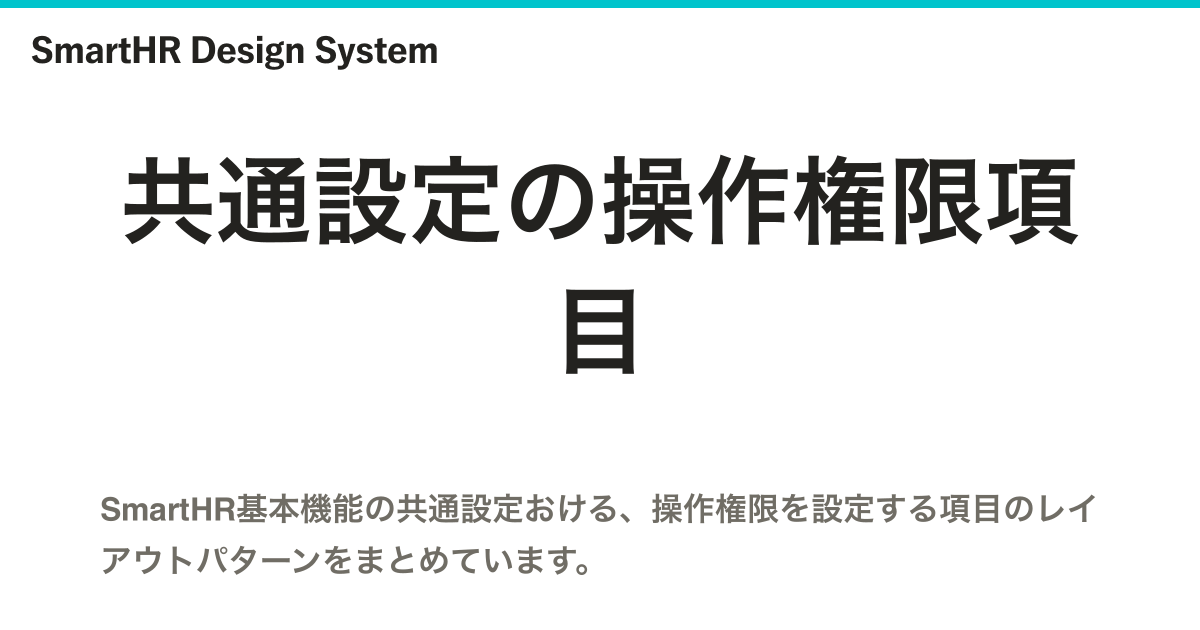 SmartHR Design System
共通設定の操作権限項
目
SmartHR基本機能の共通設定おける、操作権限を設定する項目のレイ
アウトパターンをまとめています。